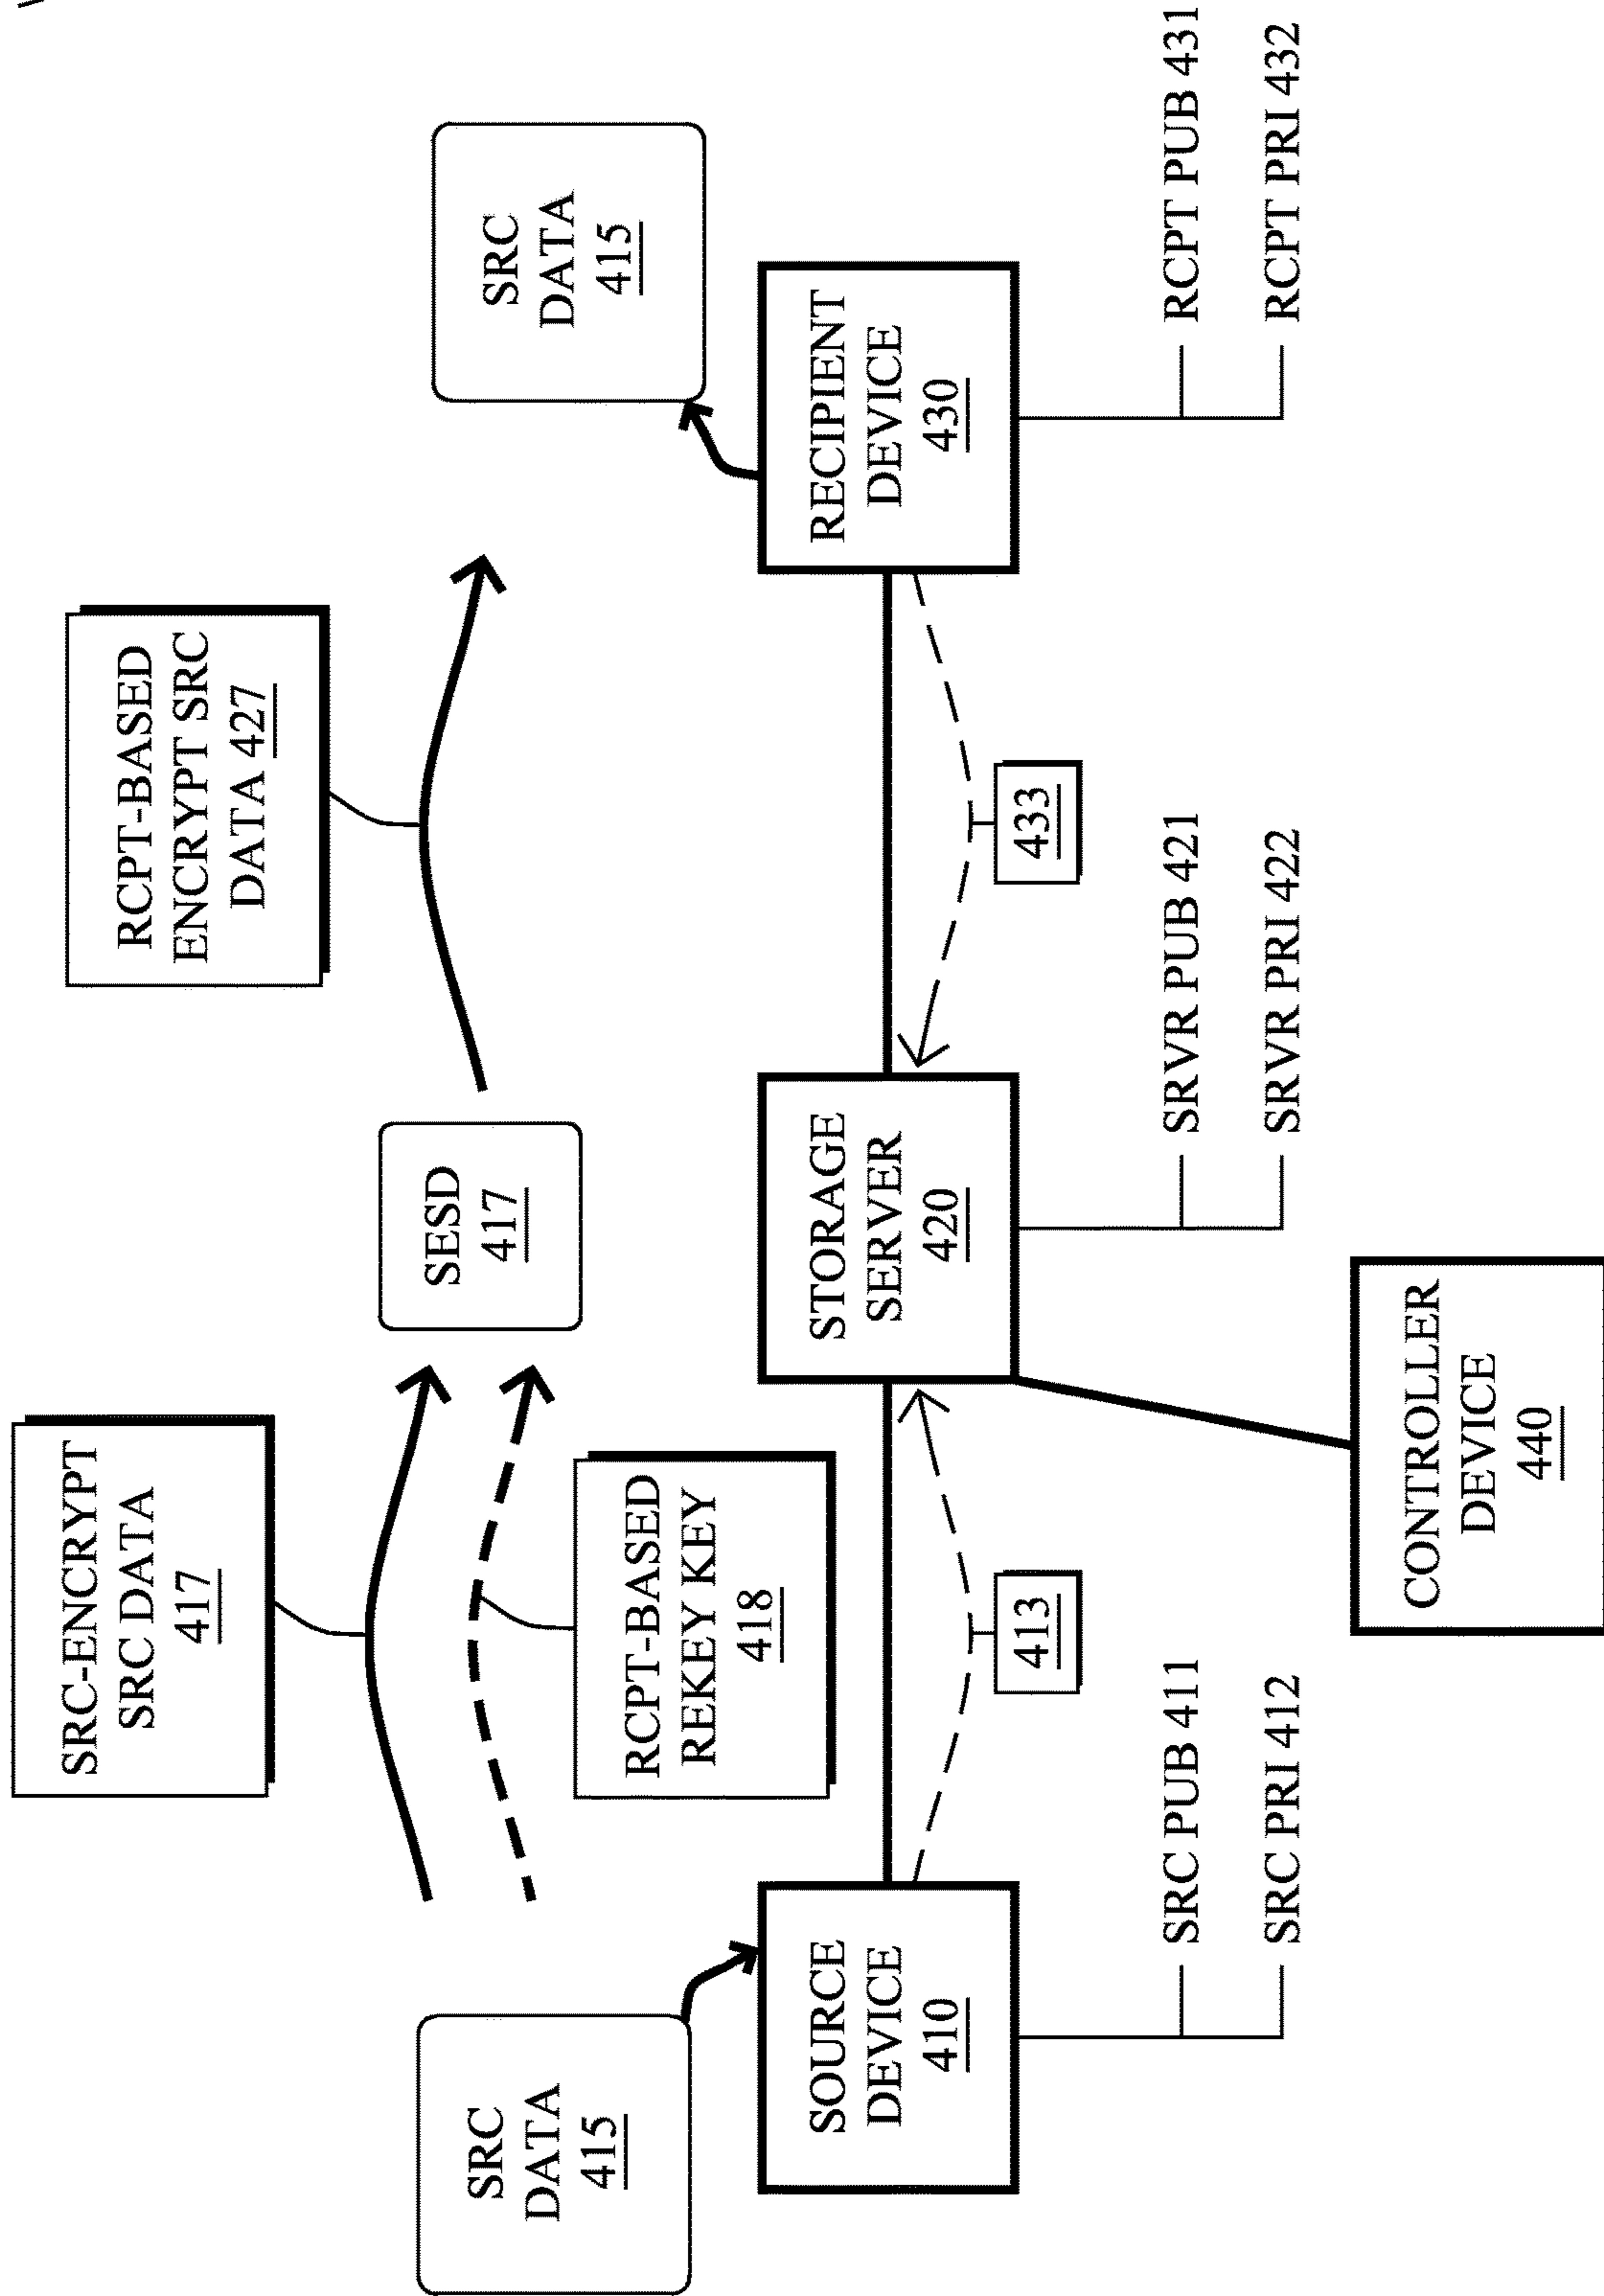 SRC-ENCRYPT
SRC DATA
417
RCPT-BASED
ENCRYPT SRC
DATA 427
SRC
DATA
415
SESD
417
SRC
DATA
415
RCPT-BASED
REKEY KEY
418
SOURCE
DEVICE
410
STORAGE
SERVER
420
RECIPIENT
DEVICE
430
413
433
SRC PUB 411
SRC PRI 412
SRVR PUB 421
SRVR PRI 422
RCPT PUB 431
RCPT PRI 432
CONTROLLER
DEVICE
440